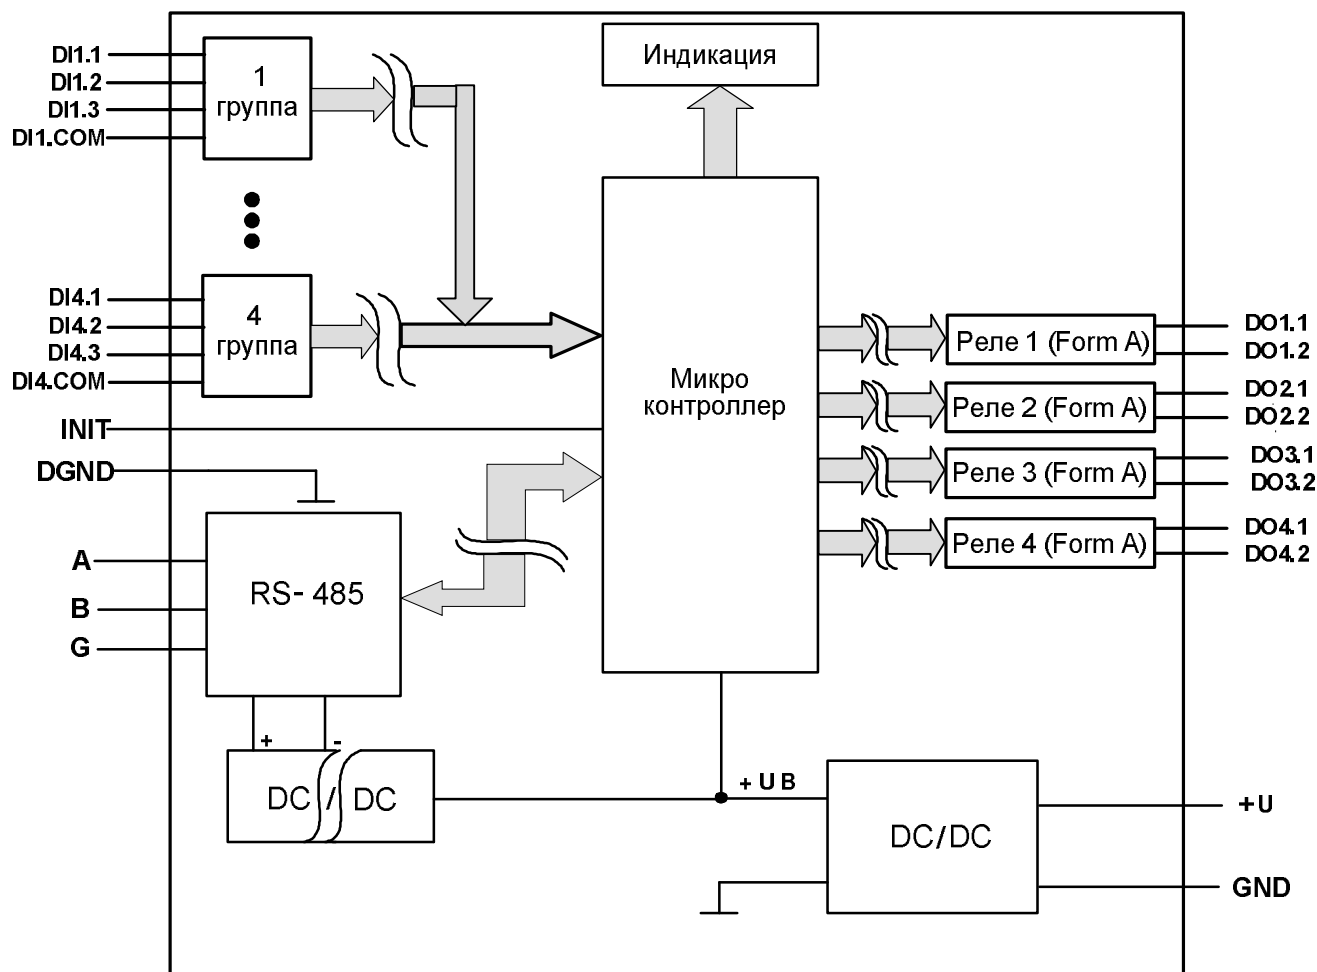 DI1.1
DI1.2
DI1.3
DI1.COM
1
группа
Индикация
DI4.1
DI4.2
DI4.3
DI4.COM
4
группа
INIT
DGND
Микро
контроллер
Реле 1 (Form A)
DO1.1
DO1.2
Реле 2 (Form A)
DO2.1
DO2.2
Реле 3 (Form A)
DO3.1
DO3.2
Реле 4 (Form A)
DO4.1
DO4.2
A
B
G
RS- 485
+ -
DC / DC
+ U B
DC/DC
+U
GND